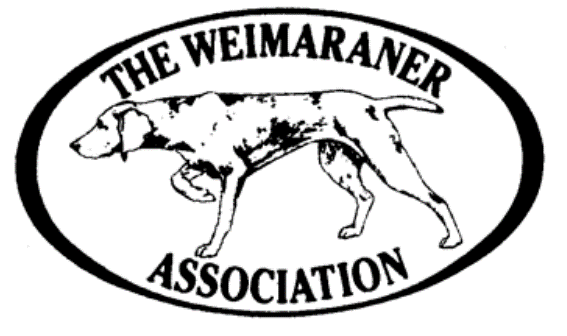 THE WEIMARANER
ASSOCIATION